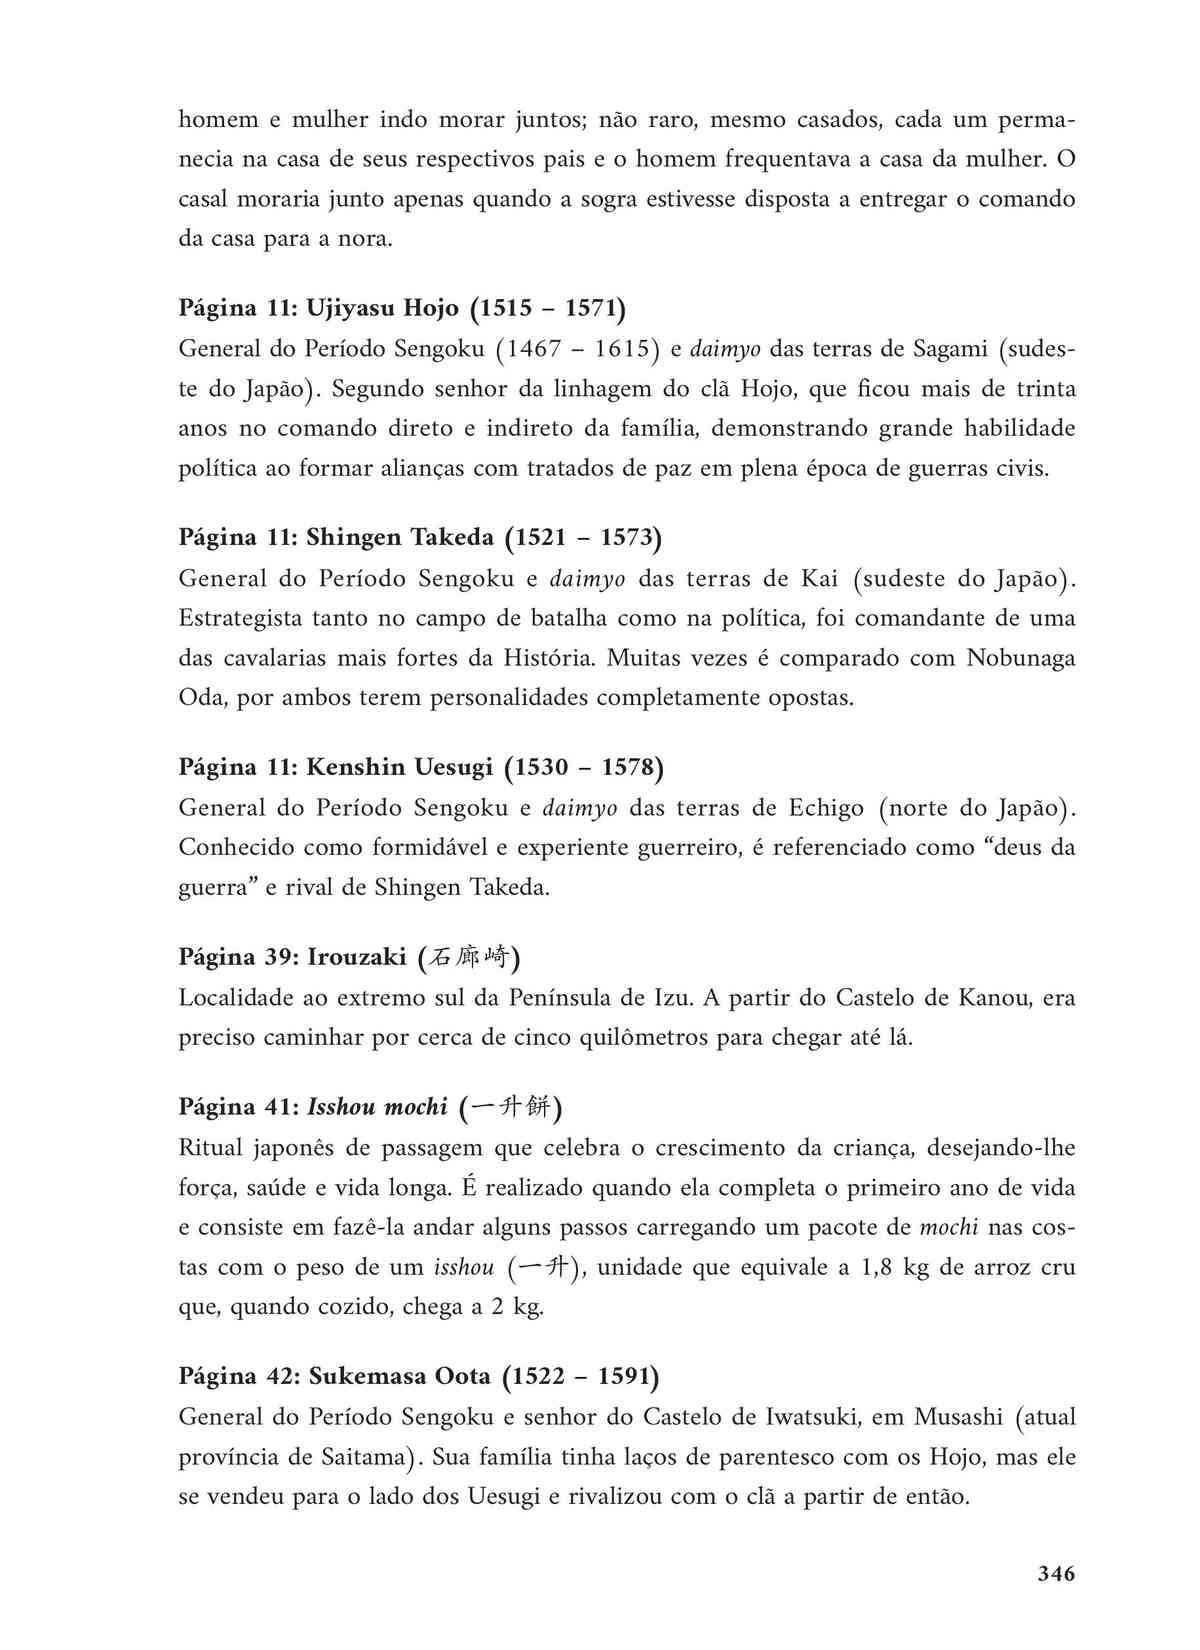 homem e mulher indo morar juntos; não raro, mesmo casados, cada um perma-
necia na casa de seus respectivos pais e o homem frequentava a casa da mulher. O
casal moraria junto apenas quando a sogra estivesse disposta a entregar o comando
da casa para a nora.
Página 11: Ujiyasu Hojo (1515 – 1571)
General do Período Sengoku (1467 – 1615) e daimyo das terras de Sagami (sudes-
te do Japão). Segundo senhor da linhagem do clã Hojo, que ficou mais de trinta
anos no comando direto e indireto da família, demonstrando grande habilidade
política ao formar alianças com tratados de paz em plena época de guerras civis.
Página 11: Shingen Takeda (1521 – 1573)
General do Período Sengoku e daimyo das terras de Kai (sudeste do Japão).
Estrategista tanto no campo de batalha como na política, foi comandante de uma
das cavalarias mais fortes da História. Muitas vezes é comparado com Nobunaga
Oda, por ambos terem personalidades completamente opostas.
Página 11: Kenshin Uesugi (1530 – 1578)
General do Período Sengoku e daimyo das terras de Echigo (norte do Japão).
Conhecido como formidável e experiente guerreiro, é referenciado como “deus da
guerra” e rival de Shingen Takeda.
Página 39: Irouzaki (石廊崎)
Localidade ao extremo sul da Península de Izu. A partir do Castelo de Kanou, era
preciso caminhar por cerca de cinco quilômetros para chegar até lá.
Página 41: Isshou mochi (一升餅)
Ritual japonês de passagem que celebra o crescimento da criança, desejando-lhe
força, saúde e vida longa. É realizado quando ela completa o primeiro ano de vida
e consiste em fazê-la andar alguns passos carregando um pacote de mochi nas cos-
tas com o peso de um isshou (一升), unidade que equivale a 1,8 kg de arroz cru
que, quando cozido, chega a 2 kg.
Página 42: Sukemasa Oota (1522 – 1591)
General do Período Sengoku e senhor do Castelo de Iwatsuki, em Musashi (atual
província de Saitama). Sua família tinha laços de parentesco com os Hojo, mas ele
se vendeu para o lado dos Uesugi e rivalizou com o clã a partir de então.
346